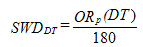 SWD_DT = OR_p (DT) / 180